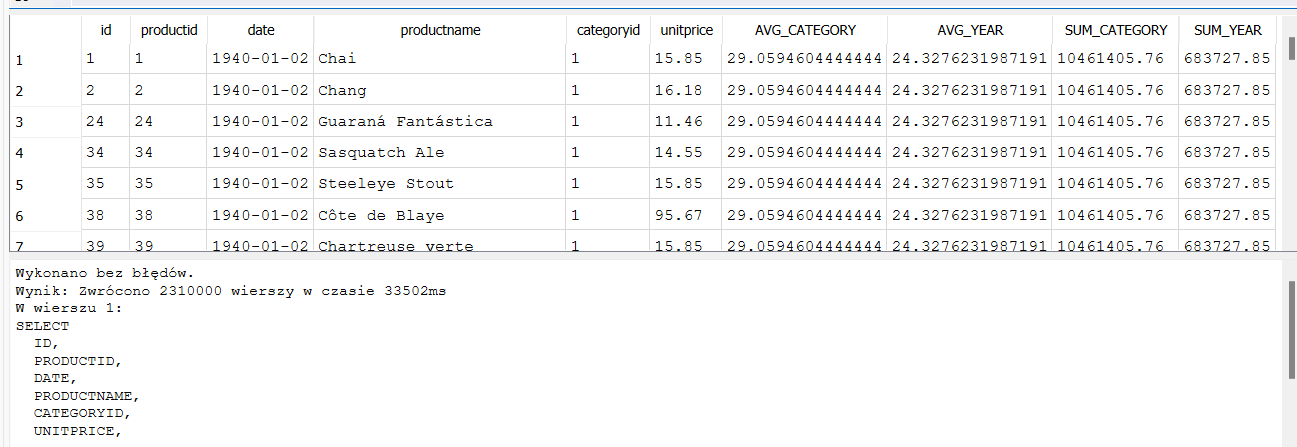 id productid date productname categoryid unitprice AVG_CATEGORY AVG_YEAR SUM_CATEGORY SUM_YEAR
1 1 1 1940-01-02 Chai 1 15.85 29.0594604444444 24.3276231987191 10461405.76 683727.85
2 2 2 1940-01-02 Chang 1 16.18 29.0594604444444 24.3276231987191 10461405.76 683727.85
3 24 24 1940-01-02 Guaraná Fantástica 1 11.46 29.0594604444444 24.3276231987191 10461405.76 683727.85
4 34 34 1940-01-02 Sasquatch Ale 1 14.55 29.0594604444444 24.3276231987191 10461405.76 683727.85
5 35 35 1940-01-02 Steeleye Stout 1 15.85 29.0594604444444 24.3276231987191 10461405.76 683727.85
6 38 38 1940-01-02 Côte de Blaye 1 95.67 29.0594604444444 24.3276231987191 10461405.76 683727.85
7 39 39 1940-01-02 Chartreuse verte 1 15.85 29.0594604444444 24.3276231987191 10461405.76 683727.85
Wykonano bez błędów.
Wynik: Zwrócono 2310000 wierszy w czasie 33502ms
W wierszu 1:
SELECT
ID,
PRODUCTID,
DATE,
PRODUCTNAME,
CATEGORYID,
UNITPRICE,